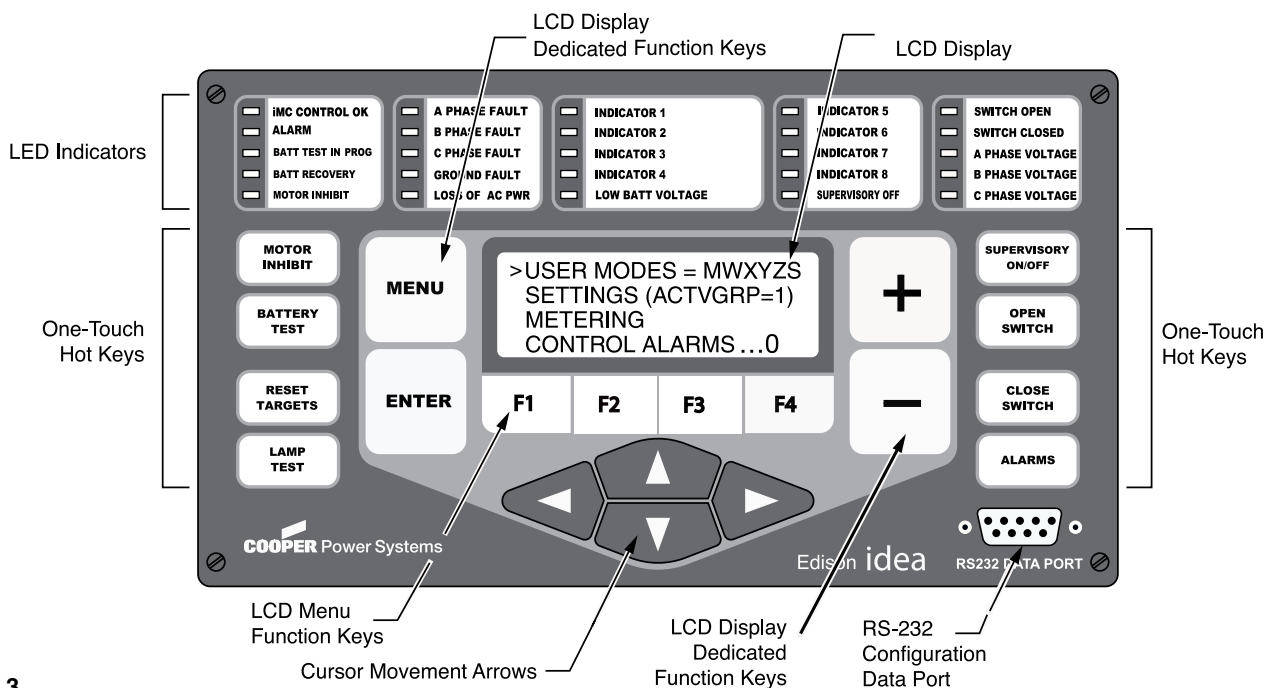 LCD Display
Dedicated Function Keys
LCD Display
LED Indicators
iMC CONTROL OK
ALARM
BATT TEST IN PROG
BATT RECOVERY
MOTOR INHIBIT
A PHASE FAULT
B PHASE FAULT
C PHASE FAULT
GROUND FAULT
LOSS OF AC PWR
INDICATOR 1
INDICATOR 2
INDICATOR 3
INDICATOR 4
LOW BATT VOLTAGE
INDICATOR 5
INDICATOR 6
INDICATOR 7
INDICATOR 8
SUPERVISORY OFF
SWITCH OPEN
SWITCH CLOSED
A PHASE VOLTAGE
B PHASE VOLTAGE
C PHASE VOLTAGE
One-Touch
Hot Keys
MOTOR
INHIBIT
BATTERY
TEST
RESET
TARGETS
LAMP
TEST
MENU
ENTER
>USER MODES = MWXYZS
SETTINGS (ACTVGRP=1)
METERING
CONTROL ALARMS...0
F1
F2
F3
F4
+
−
SUPERVISORY
ON/OFF
OPEN
SWITCH
CLOSE
SWITCH
ALARMS
One-Touch
Hot Keys
COOPER Power Systems
Edison idea
RS232 DATA PORT
LCD Menu
Function Keys
Cursor Movement Arrows
LCD Display
Dedicated
Function Keys
RS-232
Configuration
Data Port